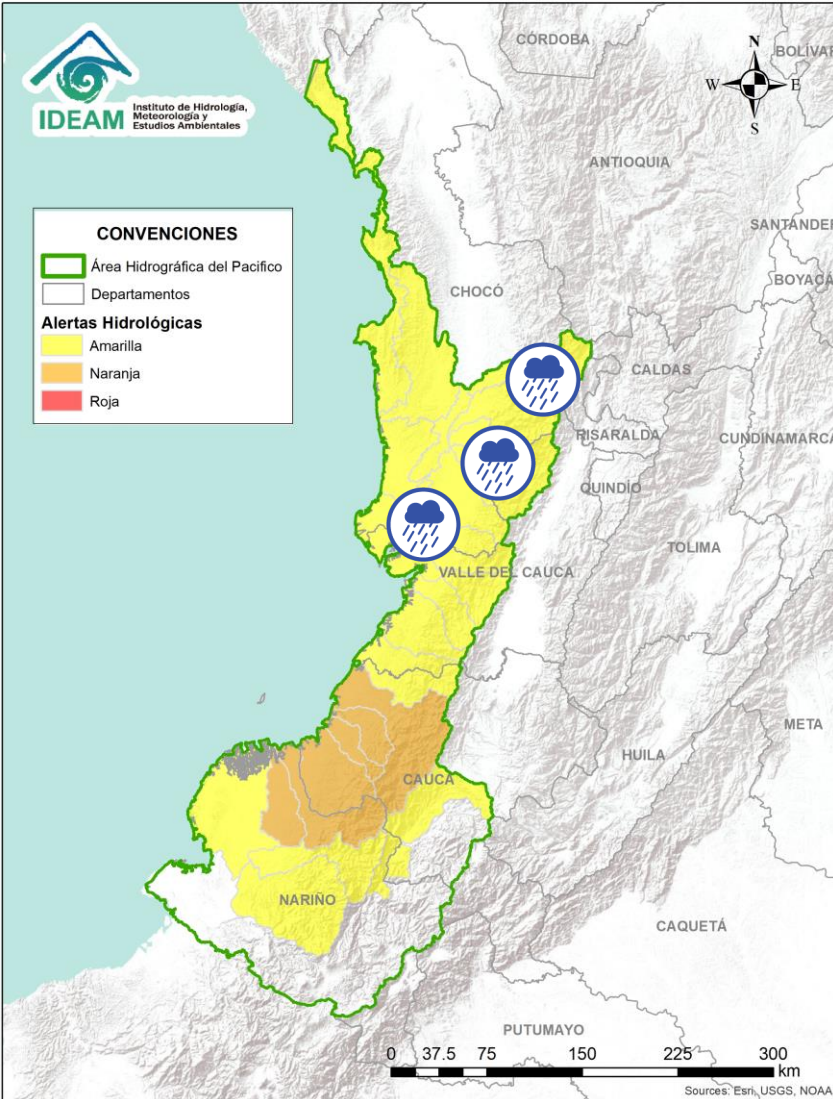 IDEAM
Instituto de Hidrología,
Meteorología y
Estudios Ambientales
CÓRDOBA
BOLÍVAR
N
W
E
S
ANTIOQUIA
SANTANDER
BOYACÁ
CONVENCIONES
Área Hidrográfica del Pacifico
Departamentos
Alertas Hidrológicas
Amarilla
Naranja
Roja
CHOCÓ
CALDAS
RISARALDA
CUNDINAMARCA
QUINDÍO
TOLIMA
VALLE DEL CAUCA
META
HUILA
CAUCA
NARIÑO
CAQUETÁ
PUTUMAYO
0 37.5 75 150 225 300
km
Sources: Esri, USGS, NOAA